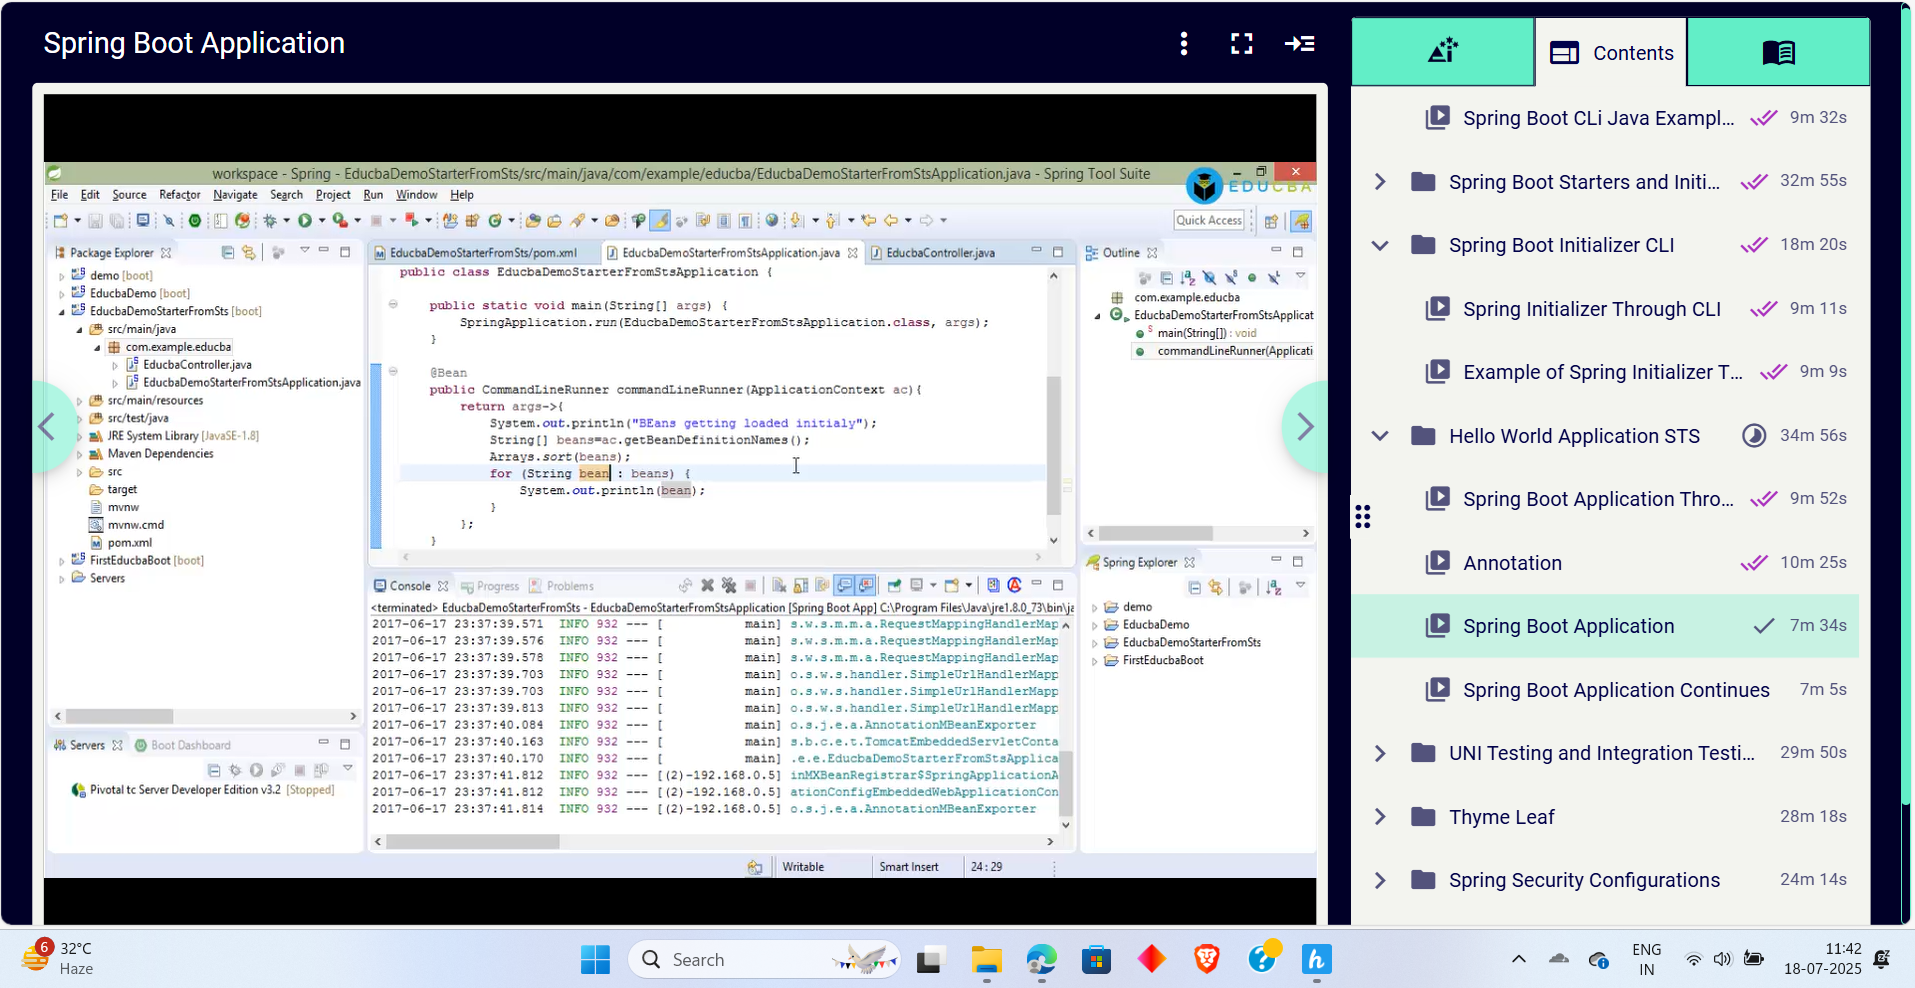 Spring Boot Application
Contents
workspace - Spring - EducbaDemoStarterFromSts/src/main/java/com/example/educba/EducbaDemoStarterFromStsApplication.java - Spring Tool Suite
EDUCBA
File Edit Source Refactor Navigate Search Project Run Window Help
Quick Access
Package Explorer
demo [boot]
EducbaDemo [boot]
EducbaDemoStarterFromSts [boot]
src/main/java
com.example.educba
EducbaController.java
EducbaDemoStarterFromStsApplication.java
src/main/resources
src/test/java
JRE System Library [JavaSE-1.8]
Maven Dependencies
src
target
mvnw
mvnw.cmd
pom.xml
FirstEducbaBoot [boot]
Servers
Servers Boot Dashboard
Pivotal tc Server Developer Edition v3.2 [Stopped]
EducbaDemoStarterFromSts/pom.xml EducbaDemoStarterFromStsApplication.java EducbaController.java
public class EducbaDemoStarterFromStsApplication {
public static void main(String[] args) {
SpringApplication.run(EducbaDemoStarterFromStsApplication.class, args);
}
@Bean
public CommandLineRunner commandLineRunner(ApplicationContext ac){
return args->{
System.out.println("BEans getting loaded initialy");
String[] beans=ac.getBeanDefinitionNames();
Arrays.sort(beans);
for (String bean : beans) {
System.out.println(bean);
}
};
}
Console Progress Problems
<terminated> EducbaDemoStarterFromSts - EducbaDemoStarterFromStsApplication [Spring Boot App] C:\Program Files\Java\jre1.8.0_73\bin\ja
2017-06-17 23:37:39.571 INFO 932 --- [ main] s.w.s.m.m.a.RequestMappingHandlerMap
2017-06-17 23:37:39.576 INFO 932 --- [ main] s.w.s.m.m.a.RequestMappingHandlerMap
2017-06-17 23:37:39.578 INFO 932 --- [ main] s.w.s.m.m.a.RequestMappingHandlerMap
2017-06-17 23:37:39.703 INFO 932 --- [ main] o.s.w.s.handler.SimpleUrlHandlerMapp
2017-06-17 23:37:39.703 INFO 932 --- [ main] o.s.w.s.handler.SimpleUrlHandlerMapp
2017-06-17 23:37:39.813 INFO 932 --- [ main] o.s.w.s.handler.SimpleUrlHandlerMapp
2017-06-17 23:37:40.084 INFO 932 --- [ main] o.s.j.e.a.AnnotationMBeanExporter
2017-06-17 23:37:40.163 INFO 932 --- [ main] s.b.c.e.t.TomcatEmbeddedServletConta
2017-06-17 23:37:40.170 INFO 932 --- [ main] .e.e.EducbaDemoStarterFromStsApplica
2017-06-17 23:37:41.812 INFO 932 --- [(2)-192.168.0.5] inMXBeanRegistrar$SpringApplicationA
2017-06-17 23:37:41.812 INFO 932 --- [(2)-192.168.0.5] ationConfigEmbeddedWebApplicationCon
2017-06-17 23:37:41.814 INFO 932 --- [(2)-192.168.0.5] o.s.j.e.a.AnnotationMBeanExporter
Outline
com.example.educba
EducbaDemoStarterFromStsApplicat
main(String[]) : void
commandLineRunner(Applicati
Spring Explorer
demo
EducbaDemo
EducbaDemoStarterFromSts
FirstEducbaBoot
Writable Smart Insert 24 : 29
Spring Boot CLi Java Exampl... 9m 32s
Spring Boot Starters and Initi... 32m 55s
Spring Boot Initializer CLI 18m 20s
Spring Initializer Through CLI 9m 11s
Example of Spring Initializer T... 9m 9s
Hello World Application STS 34m 56s
Spring Boot Application Thro... 9m 52s
Annotation 10m 25s
Spring Boot Application 7m 34s
Spring Boot Application Continues 7m 5s
UNI Testing and Integration Testi... 29m 50s
Thyme Leaf 28m 18s
Spring Security Configurations 24m 14s
6
32°C
Haze
Search
ENG
IN
11:42
18-07-2025